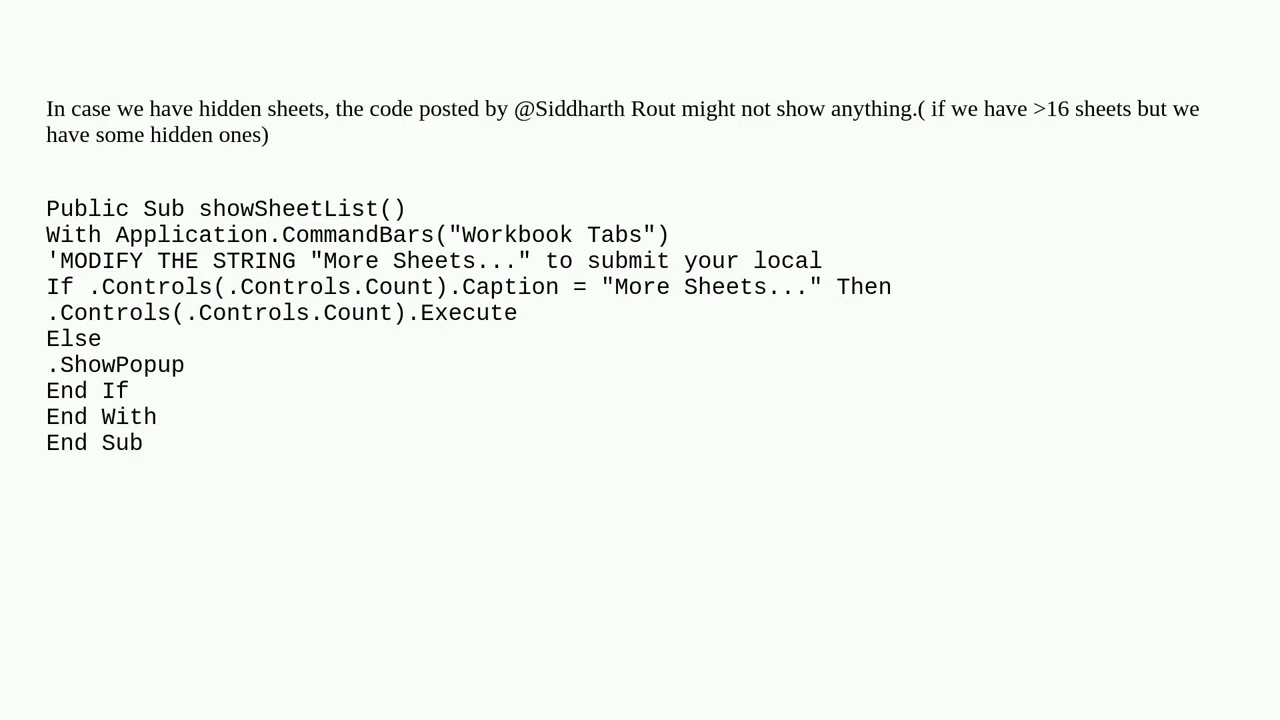 In case we have hidden sheets, the code posted by @Siddharth Rout might not show anything.( if we have >16 sheets but we
have some hidden ones)
Public Sub showSheetList()
With Application.CommandBars("Workbook Tabs")
'MODIFY THE STRING "More Sheets..." to submit your local
If .Controls(.Controls.Count).Caption = "More Sheets..." Then
.Controls(.Controls.Count).Execute
Else
.ShowPopup
End If
End With
End Sub